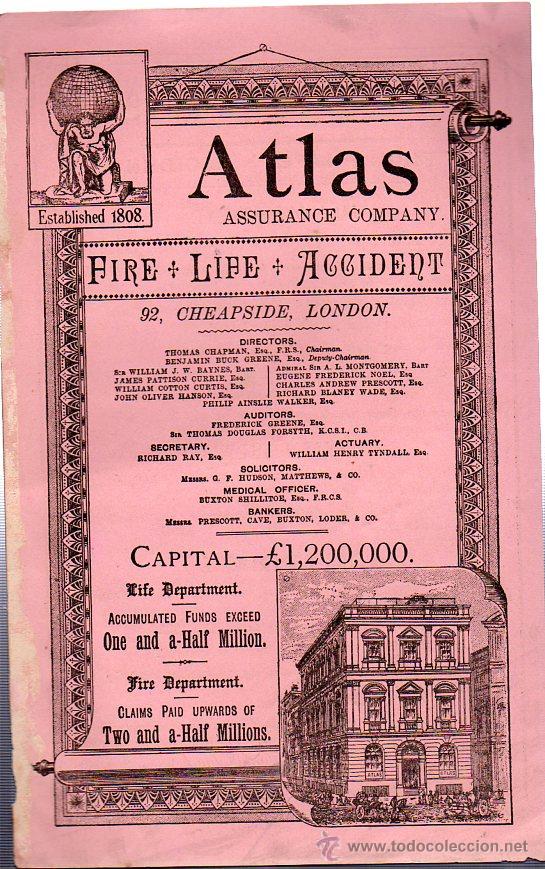 Established 1808.
Atlas
ASSURANCE COMPANY.
FIRE + LIFE + ACCIDENT
92, CHEAPSIDE, LONDON.
DIRECTORS.
THOMAS CHAPMAN, Esq., F.R.S., Chairman.
BENJAMIN BUCK GREENE, Esq., Deputy-Chairman.
Sir WILLIAM J. W. BAYNES, Bart.
JAMES PATTISON CURRIE, Esq.
WILLIAM COTTON CURTIS, Esq.
JOHN OLIVER HANSON, Esq.
Admiral Sir A. L. MONTGOMERY, Bart
EUGENE FREDERICK NOEL, Esq
CHARLES ANDREW PRESCOTT, Esq.
RICHARD BLANEY WADE, Esq.
PHILIP AINSLIE WALKER, Esq.
AUDITORS.
FREDERICK GREENE, Esq.
Sir THOMAS DOUGLAS FORSYTH, K.C.S.I., C.B.
SECRETARY.
RICHARD RAY, Esq.
ACTUARY.
WILLIAM HENRY TYNDALL, Esq.
SOLICITORS.
Messrs. G. F. HUDSON, MATTHEWS, & CO.
MEDICAL OFFICER.
BUXTON SHILLITOE, Esq., F.R.C.S.
BANKERS.
Messrs. PRESCOTT, CAVE, BUXTON, LODER, & CO.
CAPITAL—£1,200,000.
Life Department.
ACCUMULATED FUNDS EXCEED
One and a-Half Million.
Fire Department.
CLAIMS PAID UPWARDS OF
Two and a-Half Millions.
ATLAS
ATLAS
www.todocoleccion.net